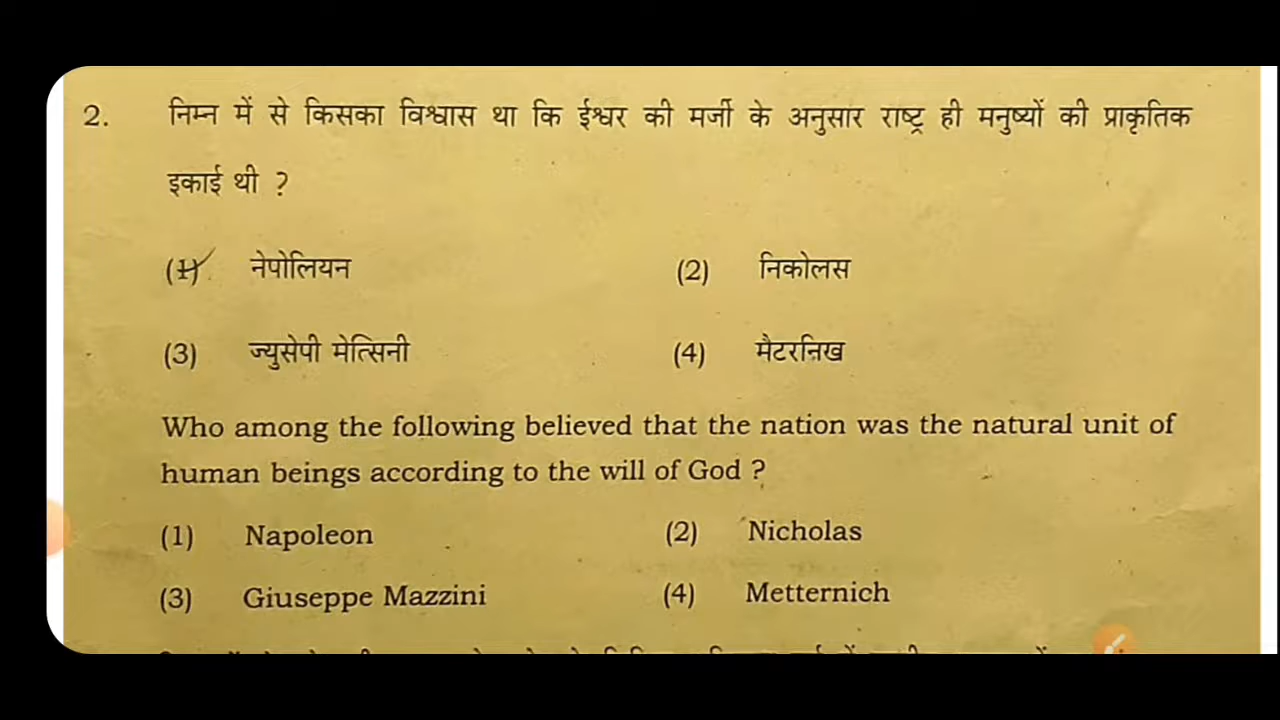 2. निम्न में से किसका विश्वास था कि ईश्वर की मर्जी के अनुसार राष्ट्र ही मनुष्यों की प्राकृतिक
इकाई थी ?
(1) नेपोलियन (2) निकोलस
(3) ज्युसेपी मेत्सिनी (4) मैटरनिख
Who among the following believed that the nation was the natural unit of
human beings according to the will of God ?
(1) Napoleon (2) Nicholas
(3) Giuseppe Mazzini (4) Metternich